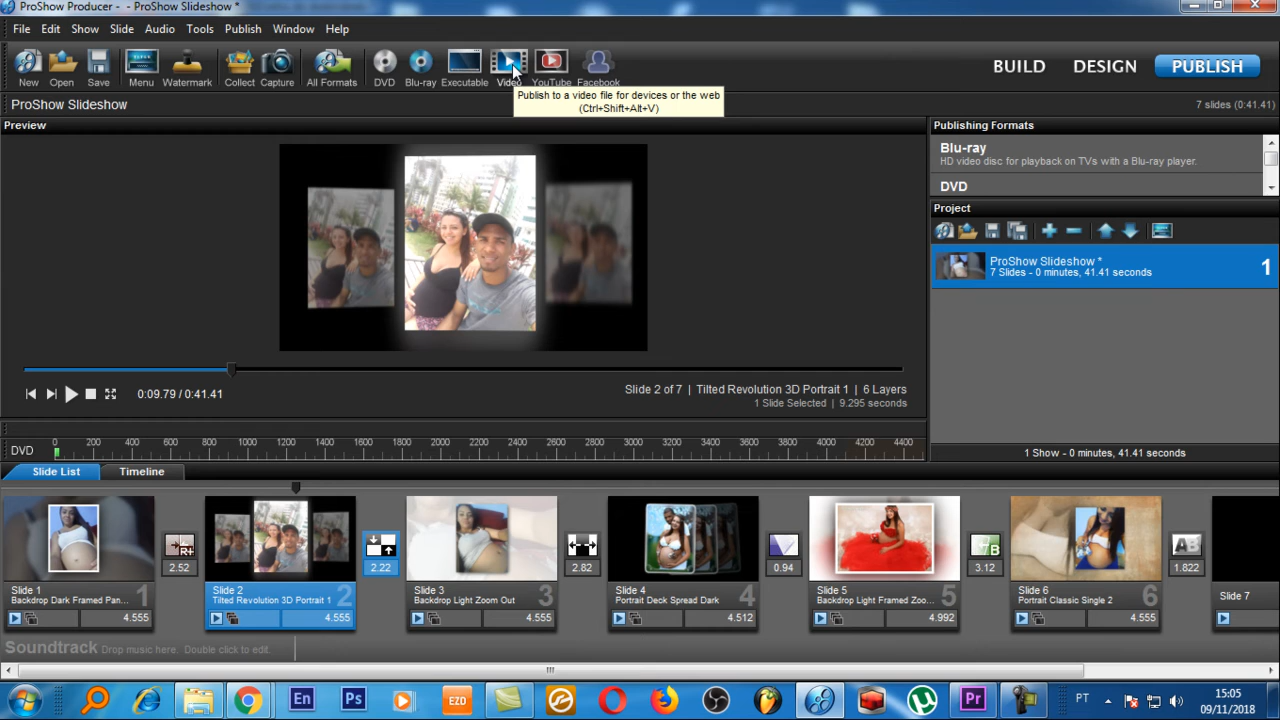 ProShow Producer - - ProShow Slideshow *
File Edit Show Slide Audio Tools Publish Window Help
New Open Save Menu Watermark Collect Capture All Formats DVD Blu-ray Executable Video YouTube Facebook
BUILD DESIGN PUBLISH
Publish to a video file for devices or the web
(Ctrl+Shift+Alt+V)
ProShow Slideshow
7 slides (0:41.41)
Preview
Publishing Formats
Blu-ray
HD video disc for playback on TVs with a Blu-ray player.
DVD
Project
ProShow Slideshow *
7 Slides - 0 minutes, 41.41 seconds
1
0:09.79 / 0:41.41
Slide 2 of 7 | Tilted Revolution 3D Portrait 1 | 6 Layers
1 Slide Selected | 9.295 seconds
DVD 0 200 400 600 800 1000 1200 1400 1600 1800 2000 2200 2400 2600 2800 3000 3200 3400 3600 3800 4000 4200 4400
1 Show - 0 minutes, 41.41 seconds
Slide List Timeline
R+ 7B AB
2.52 2.22 2.82 0.94 3.12 1.822
Slide 1
Backdrop Dark Framed Pan...
1
4.555
Slide 2
Tilted Revolution 3D Portrait 1
2
4.555
Slide 3
Backdrop Light Zoom Out
3
4.555
Slide 4
Portrait Deck Spread Dark
4
4.512
Slide 5
Backdrop Light Framed Zoo...
5
4.992
Slide 6
Portrait Classic Single 2
6
4.555
Slide 7
Soundtrack Drop music here. Double click to edit.
En Ps EZD Pr PT
15:05
09/11/2018